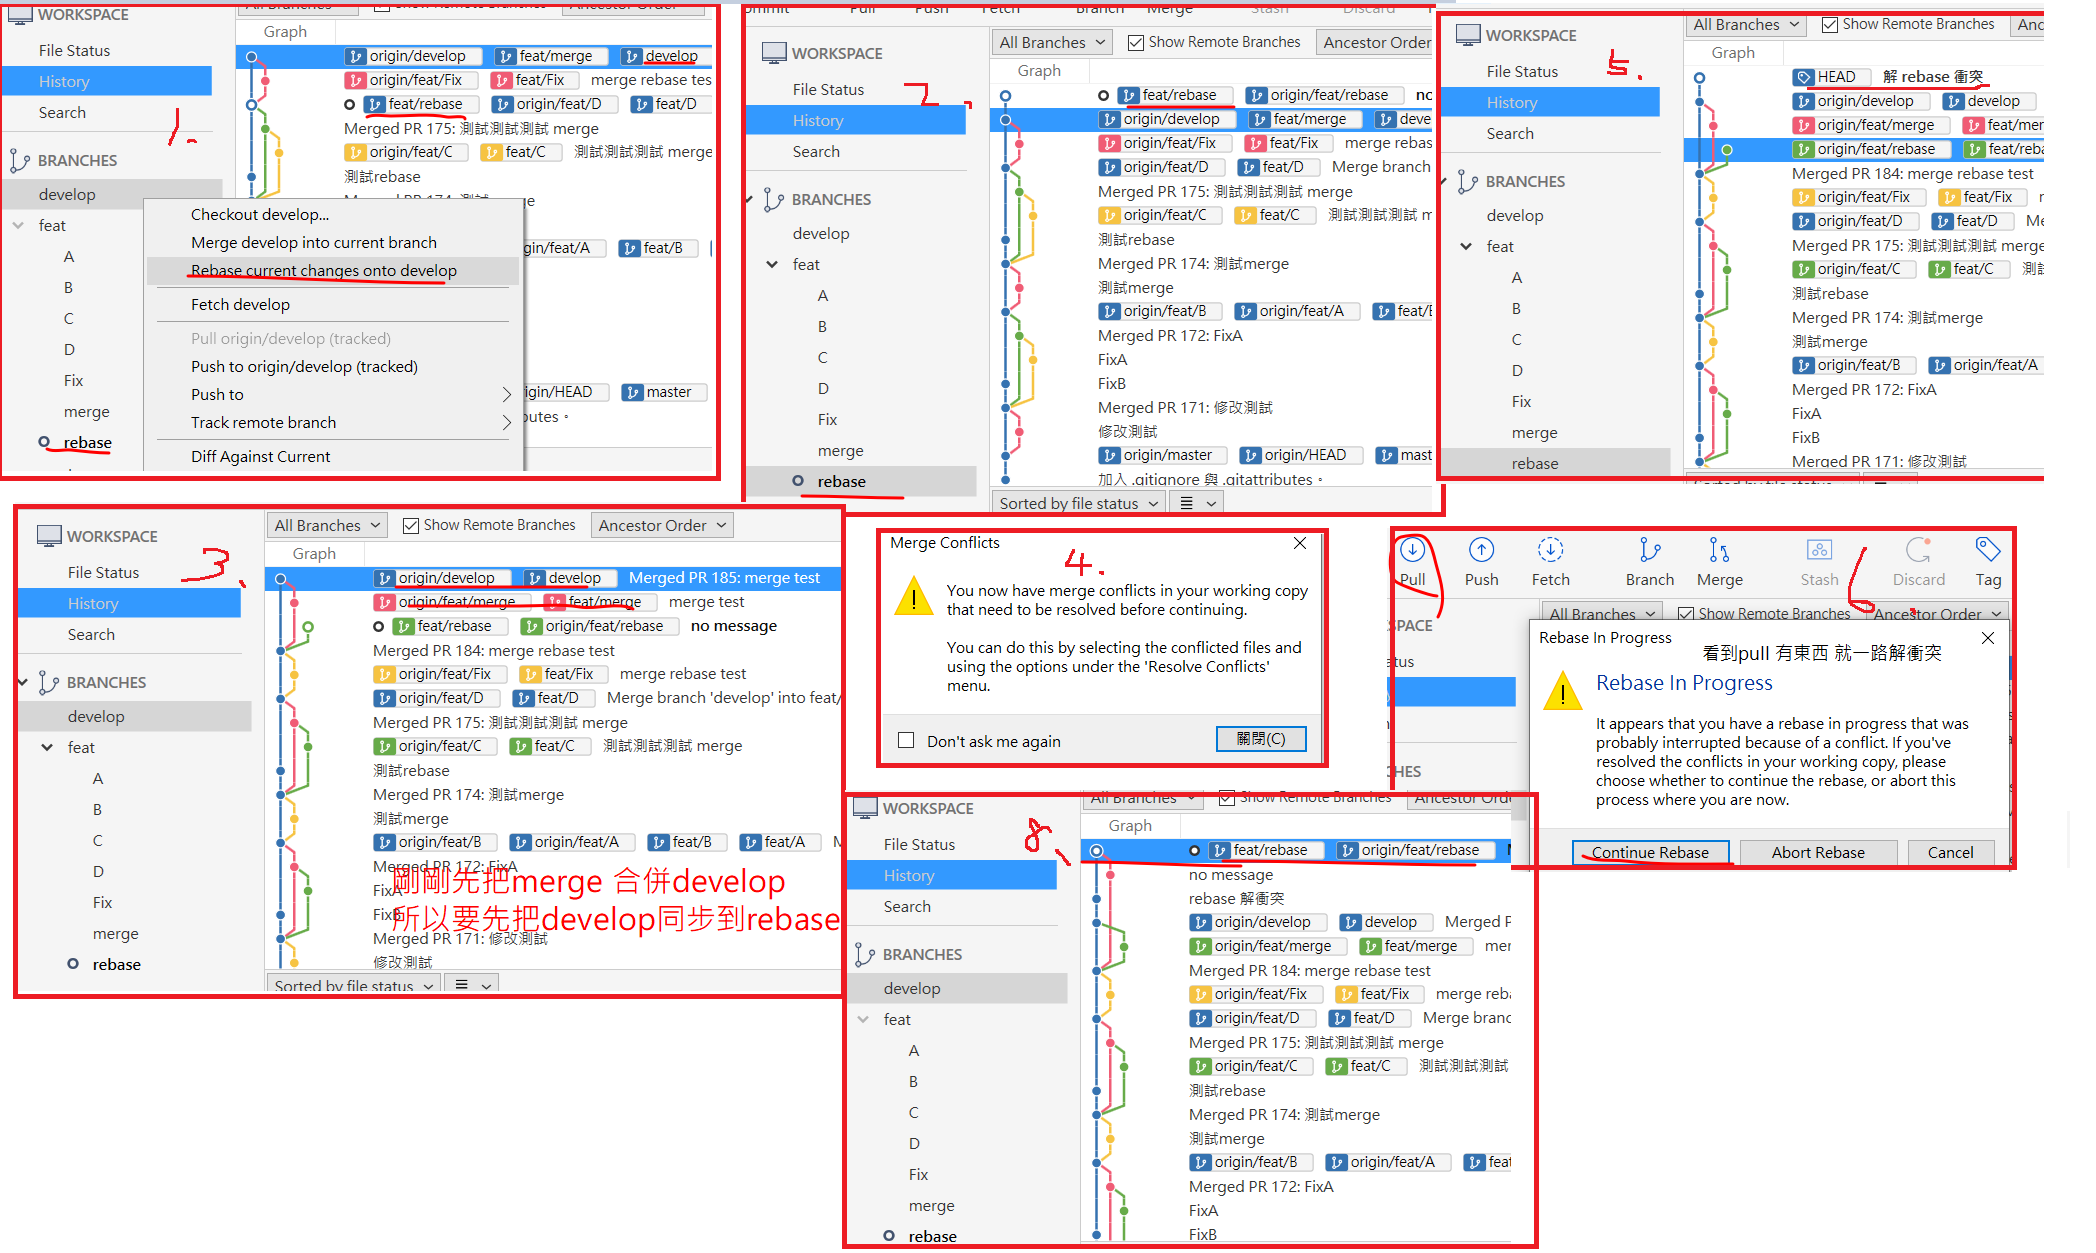 WORKSPACE
File Status
History
Search
BRANCHES
develop
feat
A
B
C
D
Fix
merge
rebase
1.
All Branches Show Remote Branches Ancestor Order
Graph
origin/develop feat/merge develop
origin/feat/Fix feat/Fix merge rebase tes
feat/rebase origin/feat/D feat/D
Merged PR 175: 測試測試測試 merge
origin/feat/C feat/C 測試測試測試 merge
測試rebase
gin/feat/A feat/B
igin/HEAD master
butes。
Checkout develop...
Merge develop into current branch
Rebase current changes onto develop
Fetch develop
Pull origin/develop (tracked)
Push to origin/develop (tracked)
Push to
Track remote branch
Diff Against Current
Commit Pull Push Fetch Branch Merge Stash Discard
WORKSPACE
File Status
History
Search
2.
BRANCHES
develop
feat
A
B
C
D
Fix
merge
rebase
All Branches Show Remote Branches Ancestor Order
Graph
feat/rebase origin/feat/rebase no
origin/develop feat/merge deve
origin/feat/Fix feat/Fix merge rebas
origin/feat/D feat/D Merge branch
Merged PR 175: 測試測試測試 merge
origin/feat/C feat/C 測試測試測試 m
測試rebase
Merged PR 174: 測試merge
測試merge
origin/feat/B origin/feat/A feat/B
Merged PR 172: FixA
FixA
FixB
Merged PR 171: 修改測試
修改測試
origin/master origin/HEAD mast
加入 .gitignore 與 .gitattributes。
Sorted by file status
WORKSPACE
File Status
History
Search
5.
BRANCHES
develop
feat
A
B
C
D
Fix
merge
rebase
All Branches Show Remote Branches Anc
Graph
HEAD 解 rebase 衝突
origin/develop develop
origin/feat/merge feat/mer
origin/feat/rebase feat/reba
Merged PR 184: merge rebase test
origin/feat/Fix feat/Fix r
origin/feat/D feat/D Me
Merged PR 175: 測試測試測試 merge
origin/feat/C feat/C 測試
測試rebase
Merged PR 174: 測試merge
測試merge
origin/feat/B origin/feat/A
Merged PR 172: FixA
FixA
FixB
Merged PR 171: 修改測試
WORKSPACE
File Status
History
Search
3.
BRANCHES
develop
feat
A
B
C
D
Fix
merge
rebase
All Branches Show Remote Branches Ancestor Order
Graph
origin/develop develop Merged PR 185: merge test
origin/feat/merge feat/merge merge test
feat/rebase origin/feat/rebase no message
Merged PR 184: merge rebase test
origin/feat/Fix feat/Fix merge rebase test
origin/feat/D feat/D Merge branch 'develop' into feat/
Merged PR 175: 測試測試測試 merge
origin/feat/C feat/C 測試測試測試 merge
測試rebase
Merged PR 174: 測試merge
測試merge
origin/feat/B origin/feat/A feat/B feat/A M
Merged PR 172: FixA
FixA
FixB
Merged PR 171: 修改測試
修改測試
剛剛先把merge 合併develop
所以要先把develop同步到rebase
Sorted by file status
Merge Conflicts
4.
You now have merge conflicts in your working copy
that need to be resolved before continuing.
You can do this by selecting the conflicted files and
using the options under the 'Resolve Conflicts'
menu.
Don't ask me again
關閉(C)
Pull Push Fetch Branch Merge Stash Discard Tag
6.
All Branches Show Remote Branches Ancestor Order
SPACE
tatus
CHES
Rebase In Progress
看到pull 有東西 就一路解衝突
Rebase In Progress
It appears that you have a rebase in progress that was
probably interrupted because of a conflict. If you've
resolved the conflicts in your working copy, please
choose whether to continue the rebase, or abort this
process where you are now.
Continue Rebase Abort Rebase Cancel
WORKSPACE
File Status
History
Search
8.
BRANCHES
develop
feat
A
B
C
D
Fix
merge
rebase
All Branches Show Remote Branches Ancestor Orde
Graph
feat/rebase origin/feat/rebase
no message
rebase 解衝突
origin/develop develop Merged P
origin/feat/merge feat/merge mer
Merged PR 184: merge rebase test
origin/feat/Fix feat/Fix merge reba
origin/feat/D feat/D Merge branc
Merged PR 175: 測試測試測試 merge
origin/feat/C feat/C 測試測試測試
測試rebase
Merged PR 174: 測試merge
測試merge
origin/feat/B origin/feat/A feat
Merged PR 172: FixA
FixA
FixB